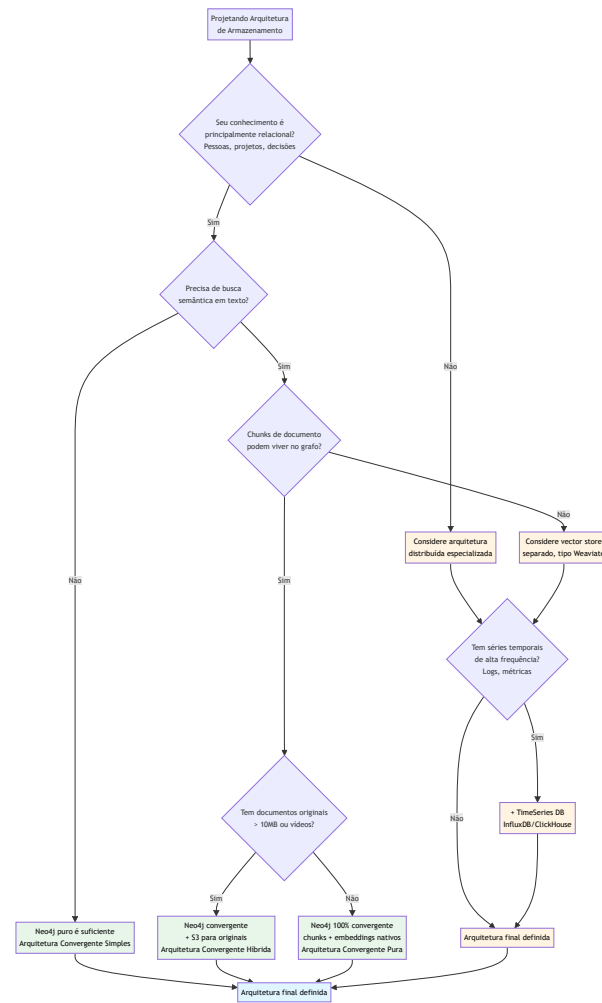 Projetando Arquitetura
de Armazenamento
Seu conhecimento é
principalmente relacional?
Pessoas, projetos, decisões
Sim
Precisa de busca
semântica em texto?
Sim
Não
Chunks de documento
podem viver no grafo?
Não
Considere arquitetura
distribuída especializada
Considere vector store
separado, tipo Weaviate
Não
Sim
Tem séries temporais
de alta frequência?
Logs, métricas
Sim
Tem documentos originais
> 10MB ou vídeos?
+ TimeSeries DB
InfluxDB/ClickHouse
Não
Sim
Não
Neo4j puro é suficiente
Arquitetura Convergente Simples
Neo4j convergente
+ S3 para originais
Arquitetura Convergente Híbrida
Neo4j 100% convergente
chunks + embeddings nativos
Arquitetura Convergente Pura
Arquitetura final definida
Arquitetura final definida